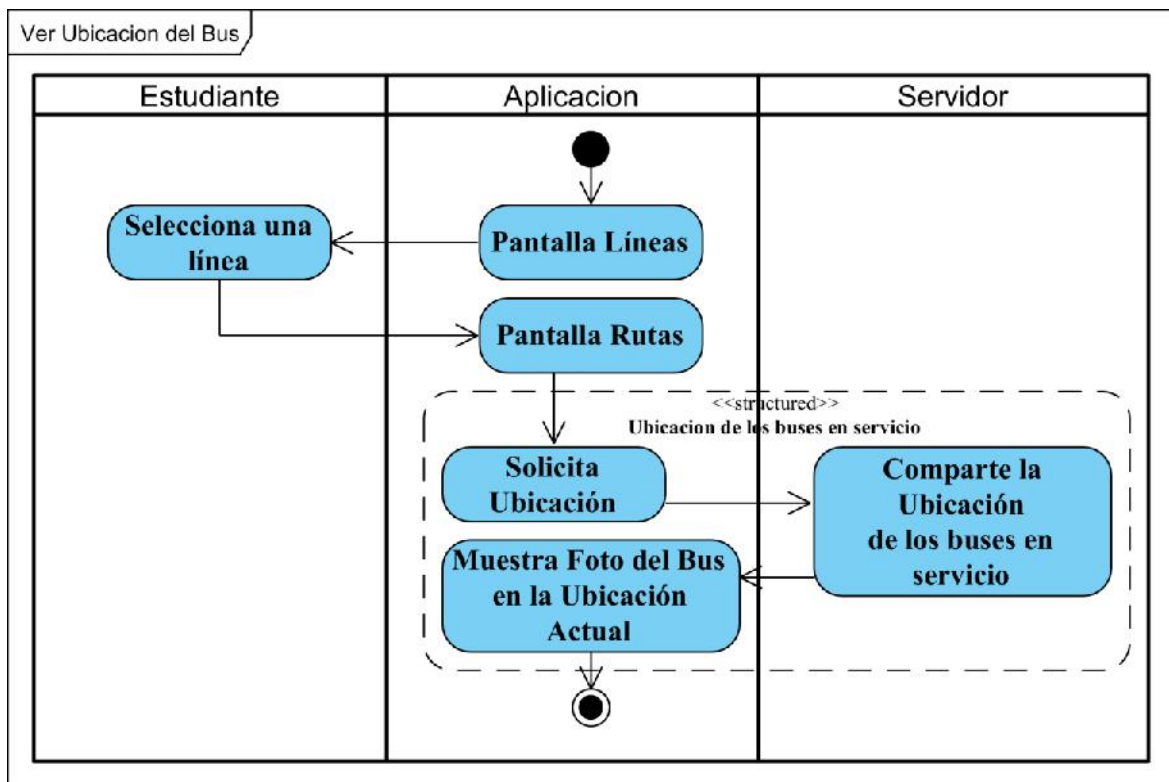 Ver Ubicacion del Bus
Estudiante
Aplicacion
Servidor
Selecciona una
línea
Pantalla Líneas
Pantalla Rutas
<<structured>>
Ubicacion de los buses en servicio
Solicita
Ubicación
Comparte la
Ubicación
de los buses en
servicio
Muestra Foto del Bus
en la Ubicación
Actual